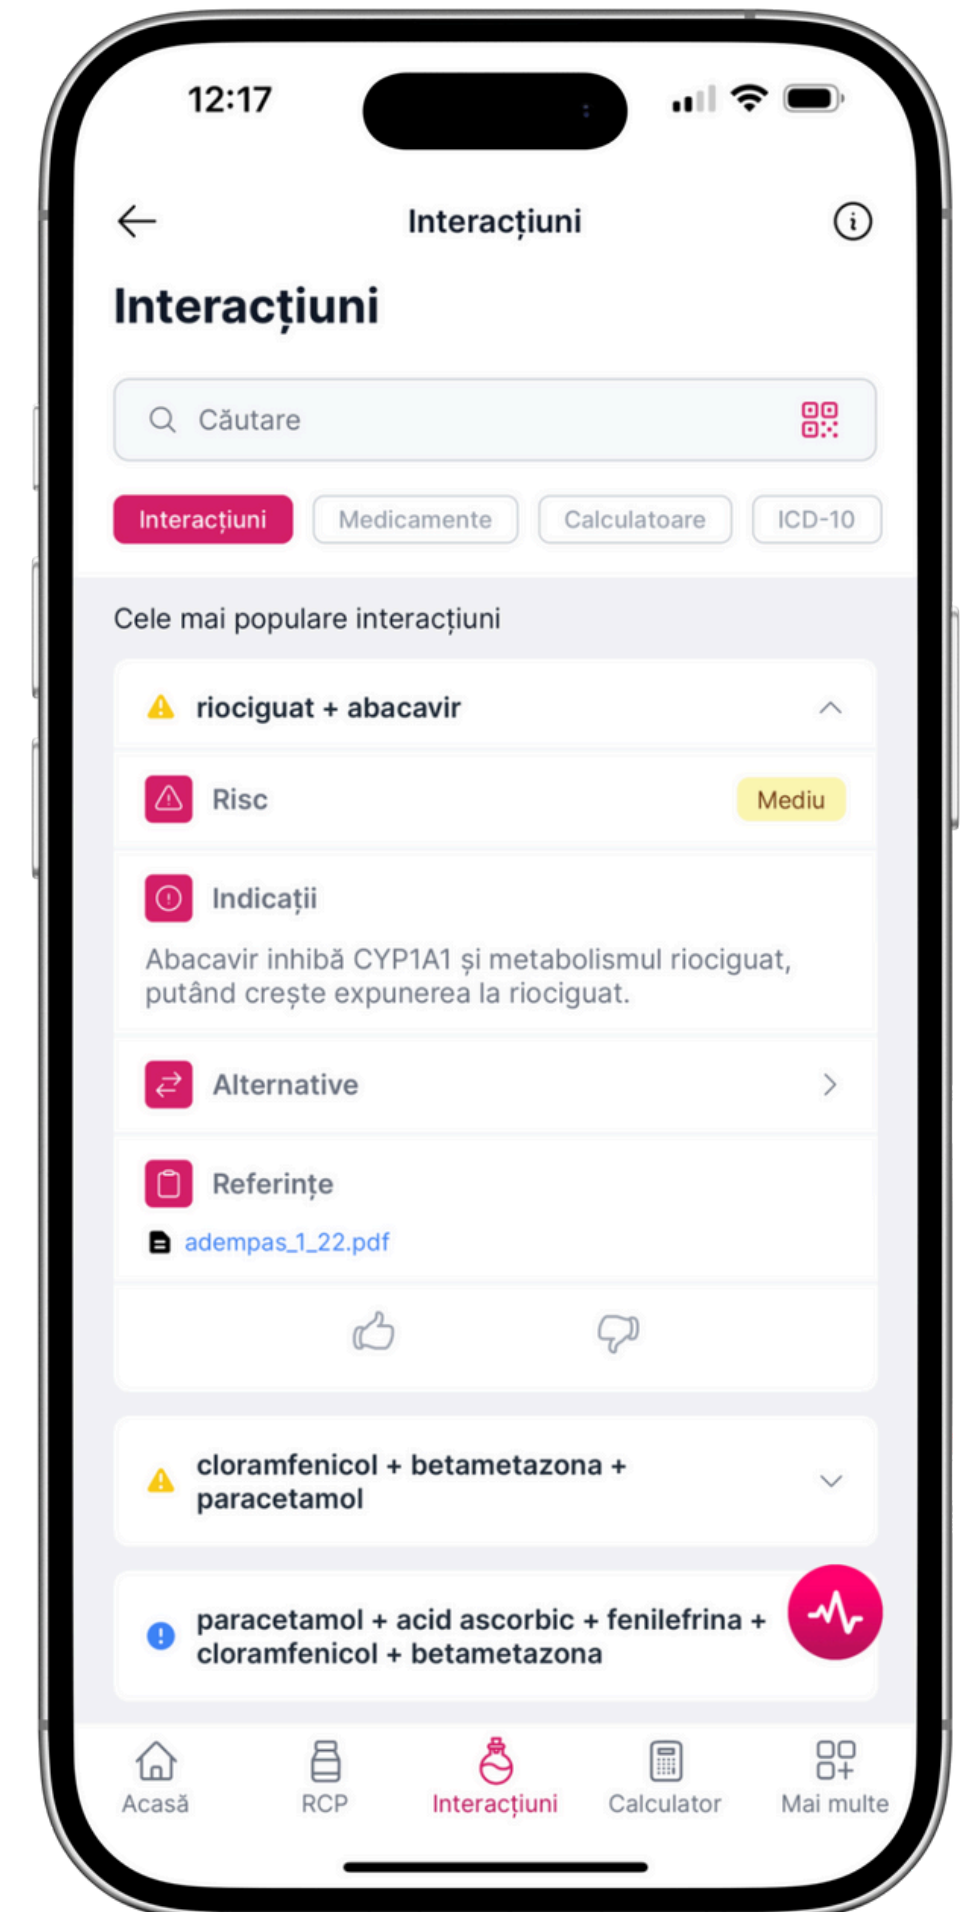 12:17
Interacțiuni
Interacțiuni
Căutare
Interacțiuni
Medicamente
Calculatoare
ICD-10
Cele mai populare interacțiuni
riociguat + abacavir
Risc
Mediu
Indicații
Abacavir inhibă CYP1A1 și metabolismul riociguat,
putând crește expunerea la riociguat.
Alternative
Referințe
adempas_1_22.pdf
cloramfenicol + betametazona +
paracetamol
paracetamol + acid ascorbic + fenilefrina +
cloramfenicol + betametazona
Acasă
RCP
Interacțiuni
Calculator
Mai multe